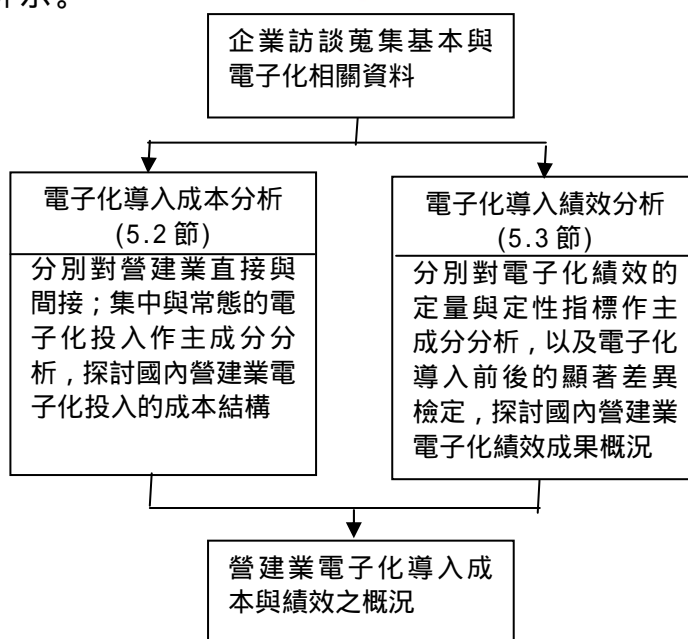 所示。
企業訪談蒐集基本與
電子化相關資料
電子化導入成本分析
(5.2節)
分別對營建業直接與
間接；集中與常態的電
子化投入作主成分分
析，探討國內營建業電
子化投入的成本結構
電子化導入績效分析
(5.3節)
分別對電子化績效的
定量與定性指標作主
成分分析，以及電子化
導入前後的顯著差異
檢定，探討國內營建業
電子化績效成果概況
營建業電子化導入成
本與績效之概況